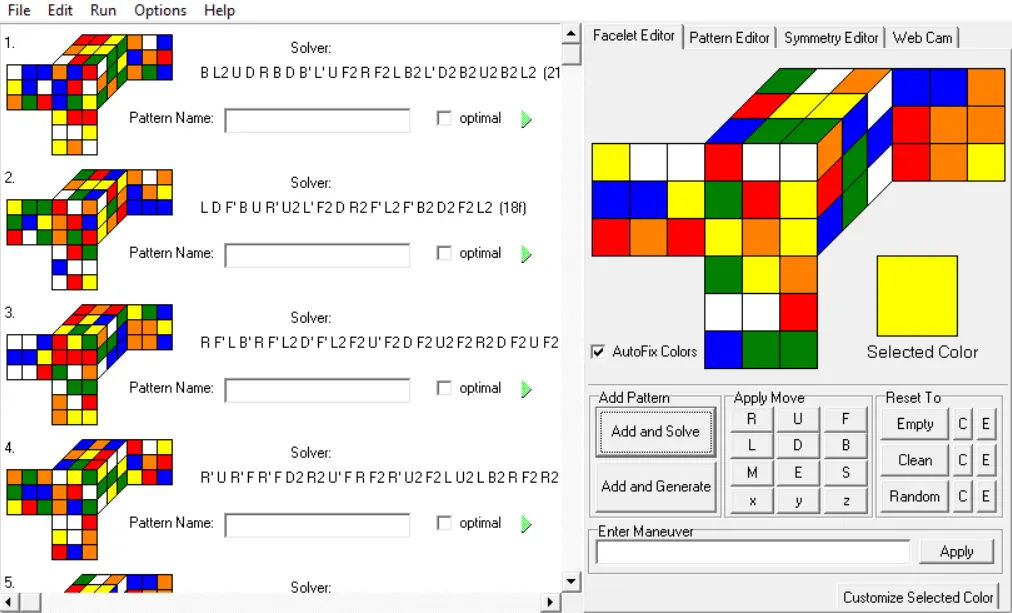 File Edit Run Options Help
1.
Solver:
B L2 U D R B D B' L' U F2 R F2 L B2 L' D2 B2 U2 B2 L2 (21
Pattern Name:
optimal
2.
Solver:
L D F' B U R' U2 L' F2 D R2 F' L2 F' B2 D2 F2 L2 (18f)
Pattern Name:
optimal
3.
Solver:
R F' L B' R F' L2 D' F' L2 F2 U' F2 D F2 U2 F2 R2 D F2 U F2
Pattern Name:
optimal
4.
Solver:
R' U R' F R' F D2 R2 U' F R F2 R' U2 F2 L U2 L B2 R F2 R2
Pattern Name:
optimal
5.
Solver:
Facelet Editor Pattern Editor Symmetry Editor Web Cam
AutoFix Colors
Selected Color
Add Pattern
Add and Solve
Add and Generate
Apply Move
R U F
L D B
M E S
x y z
Reset To
Empty C E
Clean C E
Random C E
Enter Maneuver
Apply
Customize Selected Color